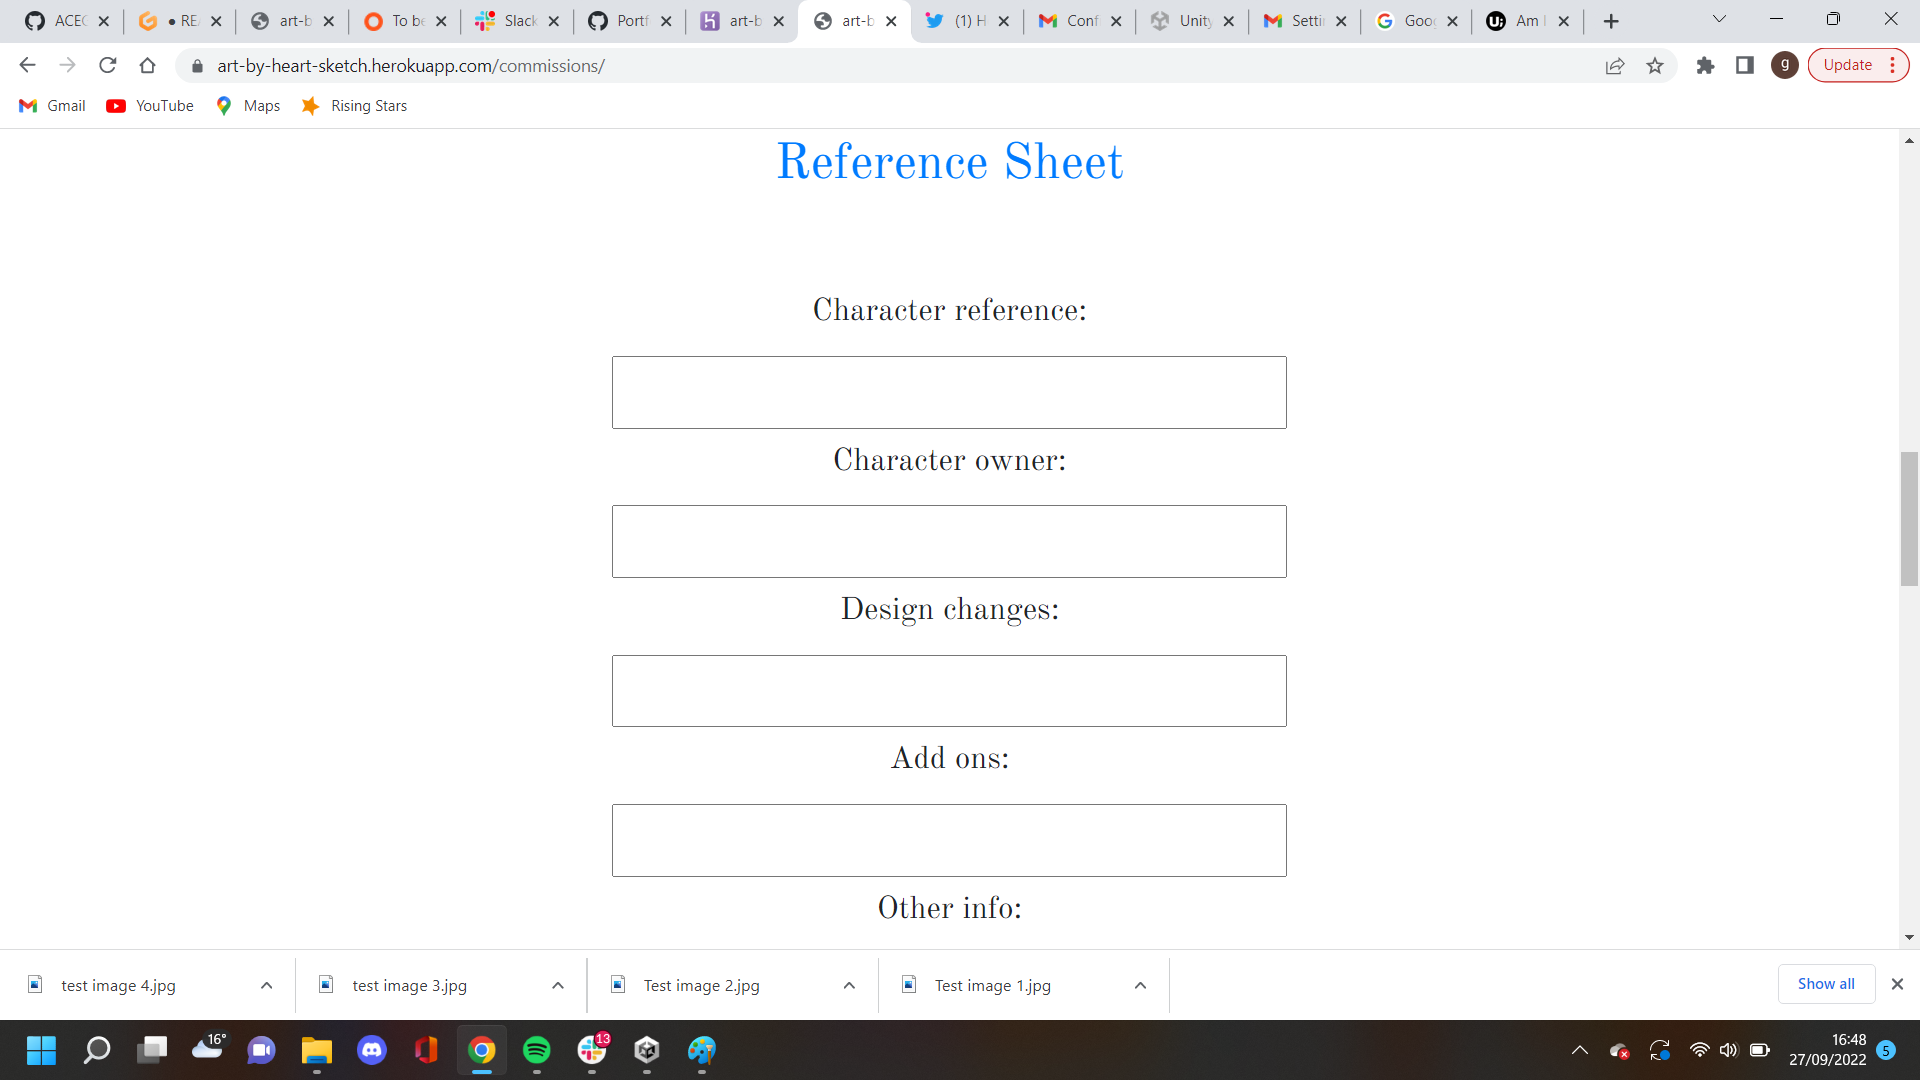 ACEC
● RE
art-b
To be
Slack
Portf
art-b
art-b
(1) H
Conf
Unity
Settin
Goog
Am I
art-by-heart-sketch.herokuapp.com/commissions/
g
Update
Gmail
YouTube
Maps
Rising Stars
Reference Sheet
Character reference:
Character owner:
Design changes:
Add ons:
Other info:
test image 4.jpg
test image 3.jpg
Test image 2.jpg
Test image 1.jpg
Show all
16°
13
16:48
27/09/2022
5